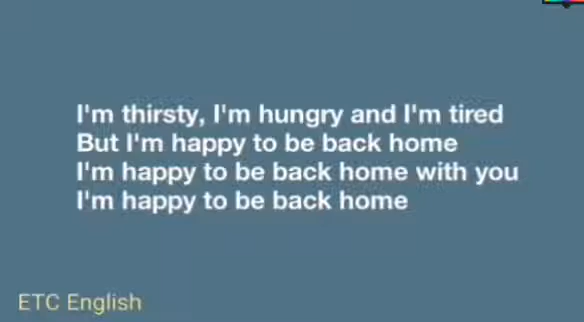 I'm thirsty, I'm hungry and I'm tired
But I'm happy to be back home
I'm happy to be back home with you
I'm happy to be back home
ETC English